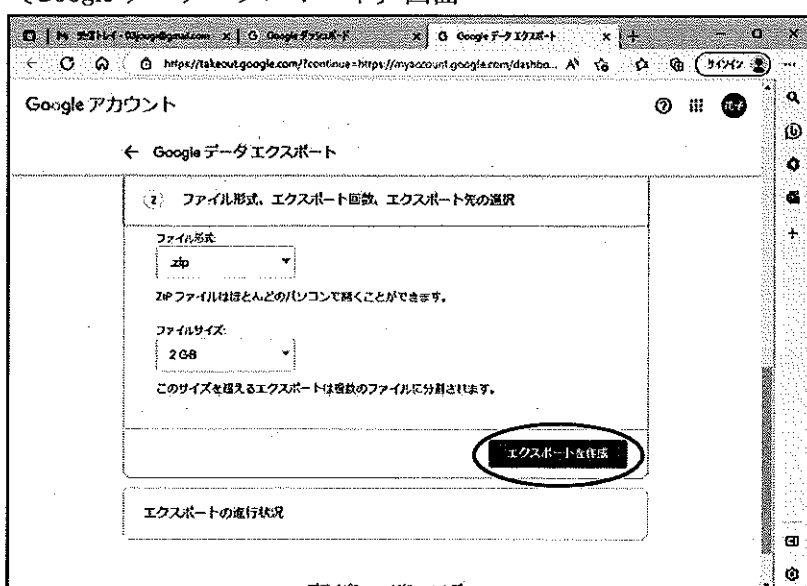 Google データエクスポート
https://takeout.google.com/?continue=https://myaccount.google.com/dashbo...
サインイン
Google アカウント
花子
← Google データエクスポート
2 ファイル形式、エクスポート回数、エクスポート先の選択
ファイル形式:
.zip
ZIP ファイルはほとんどのパソコンで開くことができます。
ファイルサイズ:
2 GB
このサイズを超えるエクスポートは複数のファイルに分割されます。
エクスポートを作成
エクスポートの進行状況